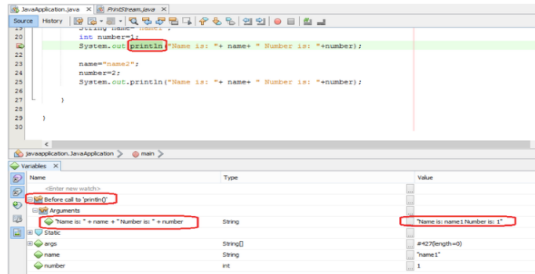 JavaApplication.java
PrintStream.java
Source History
String name="name1";
20 int number=1;
System.out.println("Name is: "+ name+ " Number is: "+number);
22
23 name="name2";
24 number=2;
25 System.out.println("Name is: "+ name+ " Number is: "+number);
26
27 }
28
29 }
30
javaapplication.JavaApplication main
Variables
Name Type Value
<Enter new watch>
Before call to 'println()'
Arguments
"Name is: " + name + " Number is: " + number String "Name is: name1 Number is: 1"
Static
args String[] #427(length=0)
name String "name1"
number int 1